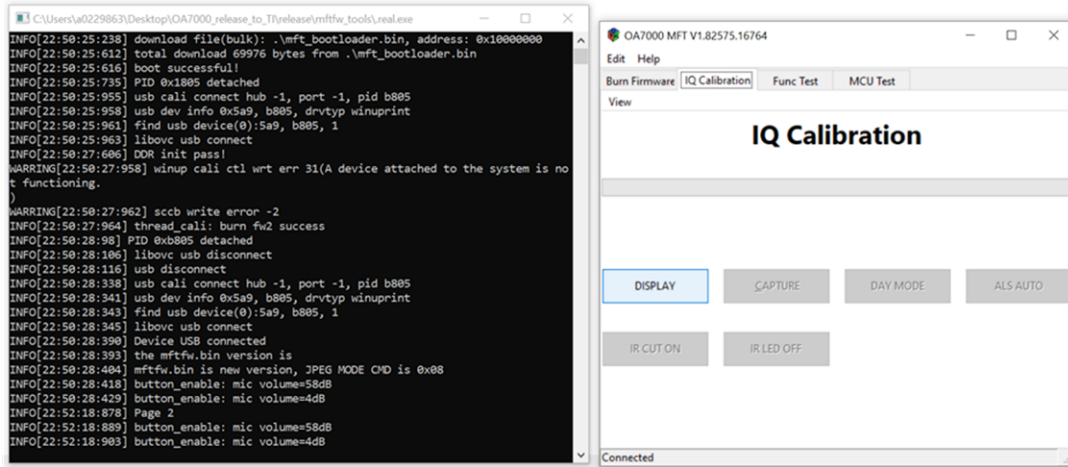 C:\Users\a0229863\Desktop\OA7000_release_to_TI\release\mftfw_tools\.real.exe
INFO[22:50:25:238] download file(bulk): .\mft_bootloader.bin, address: 0x10000000
INFO[22:50:25:612] total download 69976 bytes from .\mft_bootloader.bin
INFO[22:50:25:616] boot successful!
INFO[22:50:25:735] PID 0x1805 detached
INFO[22:50:25:955] usb cali connect hub -1, port -1, pid b805
INFO[22:50:25:958] usb dev info 0x5a9, b805, drvtyp winuprint
INFO[22:50:25:961] find usb device(0):5a9, b805, 1
INFO[22:50:25:963] libovc usb connect
INFO[22:50:27:606] DDR init pass!
WARRING[22:50:27:958] winup cali ctl wrt err 31(A device attached to the system is no
t functioning.
)
WARRING[22:50:27:962] sccb write error -2
INFO[22:50:27:964] thread_cali: burn fw2 success
INFO[22:50:28:98] PID 0xb805 detached
INFO[22:50:28:106] libovc usb disconnect
INFO[22:50:28:116] usb disconnect
INFO[22:50:28:338] usb cali connect hub -1, port -1, pid b805
INFO[22:50:28:341] usb dev info 0x5a9, b805, drvtyp winuprint
INFO[22:50:28:343] find usb device(0):5a9, b805, 1
INFO[22:50:28:345] libovc usb connect
INFO[22:50:28:390] Device USB connected
INFO[22:50:28:393] the mftfw.bin version is
INFO[22:50:28:404] mftfw.bin is new version, JPEG MODE CMD is 0x08
INFO[22:50:28:418] button_enable: mic volume=58dB
INFO[22:50:28:429] button_enable: mic volume=4dB
INFO[22:52:18:878] Page 2
INFO[22:52:18:889] button_enable: mic volume=58dB
INFO[22:52:18:903] button_enable: mic volume=4dB
OA7000 MFT V1.82575.16764
Edit Help
Burn Firmware IQ Calibration Func Test MCU Test
View
IQ Calibration
DISPLAY CAPTURE DAY MODE ALS AUTO
IR CUT ON IR LED OFF
Connected